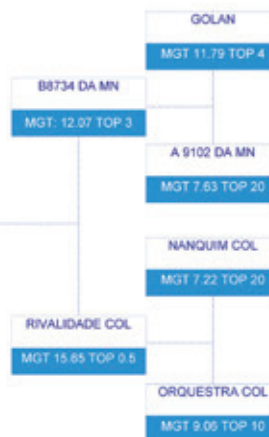 GOLAN
MGT 11.79 TOP 4
B8734 DA MN
MGT: 12.07 TOP 3
A 9102 DA MN
MGT 7.63 TOP 20
NANQUIM COL
MGT 7.22 TOP 20
RIVALIDADE COL
MGT 15.65 TOP 0.5
ORQUESTRA COL
MGT 9.06 TOP 10